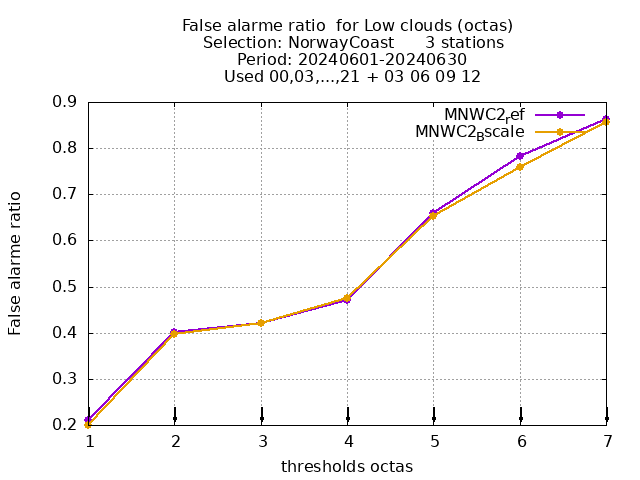 False alarme ratio  for Low clouds (octas)
Selection: NorwayCoast      3 stations
Period: 20240601-20240630
Used 00,03,...,21 + 03 06 09 12
MNWC2ref
MNWC2Bscale
0.9
0.8
0.7
0.6
0.5
0.4
0.3
0.2
False alarme ratio
1 2 3 4 5 6 7
thresholds octas